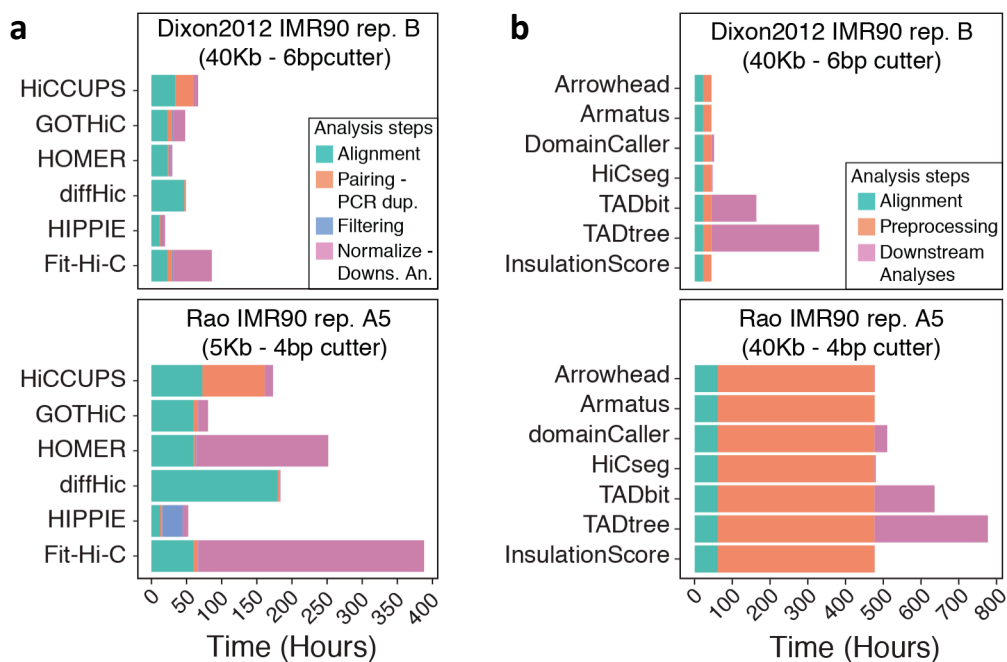 a
Dixon2012 IMR90 rep. B
(40Kb - 6bpcutter)
HiCCUPS
GOTHiC
HOMER
diffHic
HIPPIE
Fit-Hi-C
Analysis steps
Alignment
Pairing -
PCR dup.
Filtering
Normalize -
Downs. An.
Rao IMR90 rep. A5
(5Kb - 4bp cutter)
HiCCUPS
GOTHiC
HOMER
diffHic
HIPPIE
Fit-Hi-C
0 50 100 150 200 250 300 350 400
Time (Hours)
b
Dixon2012 IMR90 rep. B
(40Kb - 6bp cutter)
Arrowhead
Armatus
DomainCaller
HiCseg
TADbit
TADtree
InsulationScore
Analysis steps
Alignment
Preprocessing
Downstream
Analyses
Rao IMR90 rep. A5
(40Kb - 4bp cutter)
Arrowhead
Armatus
domainCaller
HiCseg
TADbit
TADtree
InsulationScore
0 100 200 300 400 500 600 700 800
Time (Hours)